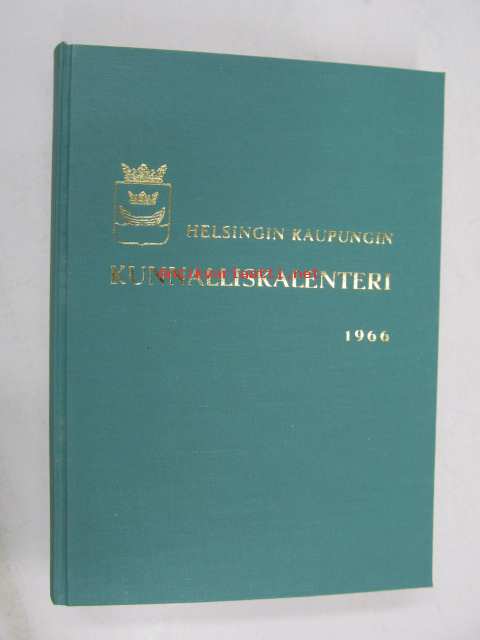 HELSINGIN KAUPUNGIN
KUNNALLISKALENTERI
1966